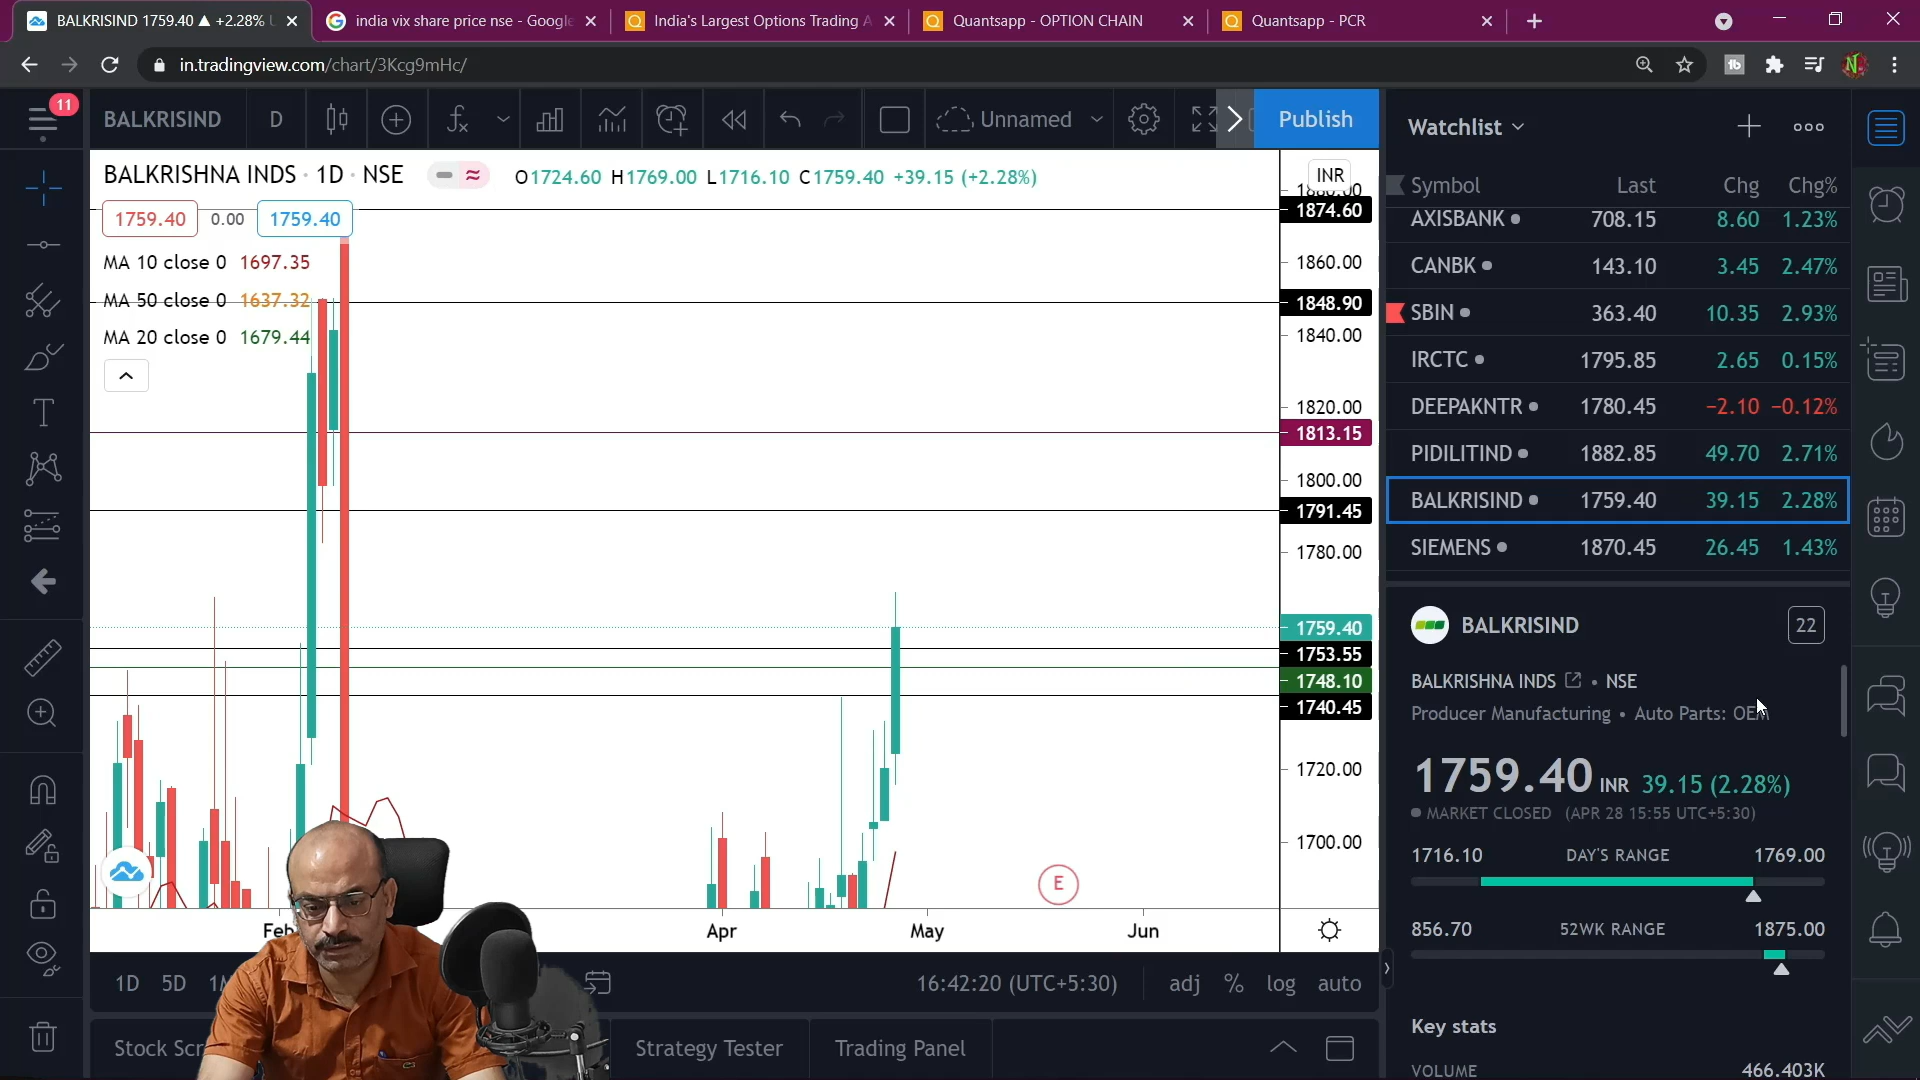 BALKRISIND 1759.40 ▲ +2.28%
india vix share price nse - Google
India's Largest Options Trading A
Quantsapp - OPTION CHAIN
Quantsapp - PCR
in.tradingview.com/chart/3Kcg9mHc/
11
BALKRISIND D
Unnamed
Publish
BALKRISHNA INDS · 1D · NSE
O1724.60 H1769.00 L1716.10 C1759.40 +39.15 (+2.28%)
1759.40 0.00 1759.40
MA 10 close 0 1697.35
MA 50 close 0 1637.32
MA 20 close 0 1679.44
INR
1874.60
1860.00
1848.90
1840.00
1820.00
1813.15
1800.00
1791.45
1780.00
1759.40
1753.55
1748.10
1740.45
1720.00
1700.00
E
Feb Apr May Jun
1D 5D
16:42:20 (UTC+5:30) adj % log auto
Stock Strategy Tester Trading Panel
Watchlist
Symbol Last Chg Chg%
AXISBANK 708.15 8.60 1.23%
CANBK 143.10 3.45 2.47%
SBIN 363.40 10.35 2.93%
IRCTC 1795.85 2.65 0.15%
DEEPAKNTR 1780.45 −2.10 −0.12%
PIDILITIND 1882.85 49.70 2.71%
BALKRISIND 1759.40 39.15 2.28%
SIEMENS 1870.45 26.45 1.43%
BALKRISIND 22
BALKRISHNA INDS • NSE
Producer Manufacturing • Auto Parts: OEM
1759.40 INR 39.15 (2.28%)
MARKET CLOSED (APR 28 15:55 UTC+5:30)
1716.10 DAY'S RANGE 1769.00
856.70 52WK RANGE 1875.00
Key stats
VOLUME 466.403K